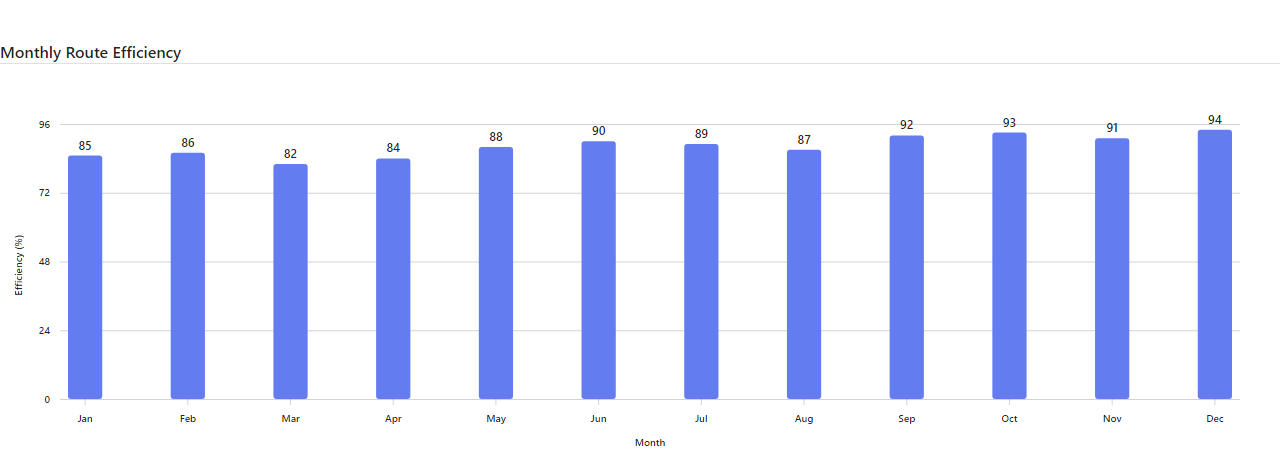 Monthly Route Efficiency
96
72
48
24
0
Efficiency (%)
85 86 82 84 88 90 89 87 92 93 91 94
Jan Feb Mar Apr May Jun Jul Aug Sep Oct Nov Dec
Month